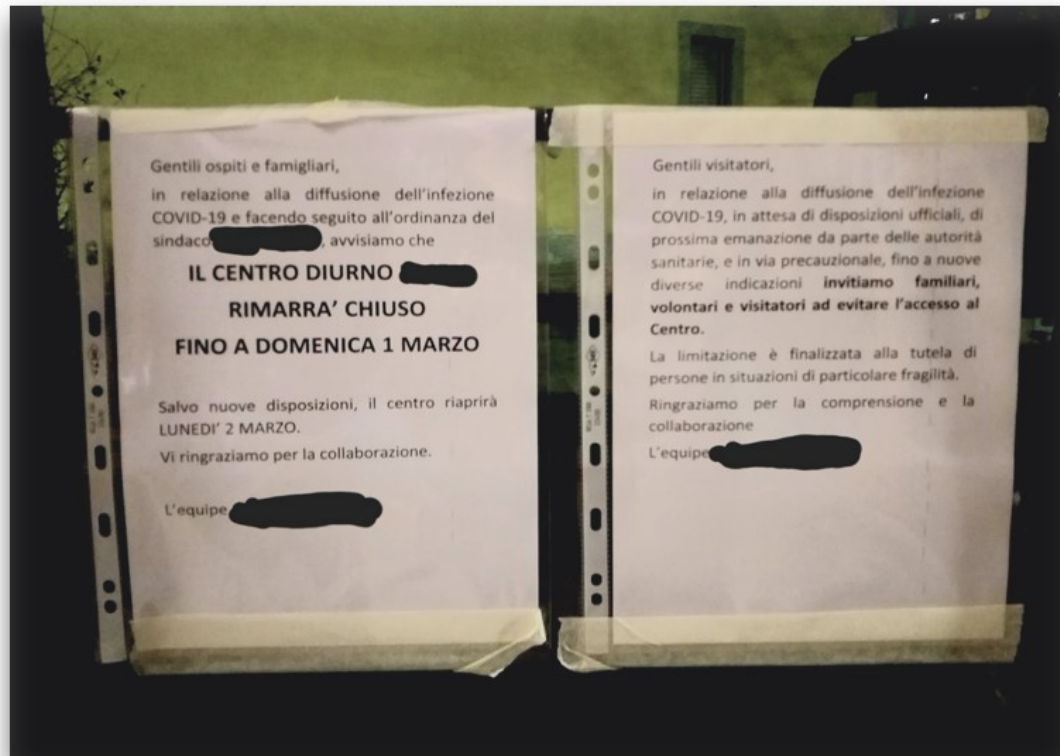 Gentili ospiti e famigliari,
in relazione alla diffusione dell'infezione
COVID-19 e facendo seguito all'ordinanza del
sindaco , avvisiamo che
IL CENTRO DIURNO
RIMARRA' CHIUSO
FINO A DOMENICA 1 MARZO
Salvo nuove disposizioni, il centro riaprirà
LUNEDI' 2 MARZO.
Vi ringraziamo per la collaborazione.
L'equipe
Gentili visitatori,
in relazione alla diffusione dell'infezione
COVID-19, in attesa di disposizioni ufficiali, di
prossima emanazione da parte delle autorità
sanitarie, e in via precauzionale, fino a nuove
diverse indicazioni invitiamo familiari,
volontari e visitatori ad evitare l'accesso al
Centro.
La limitazione è finalizzata alla tutela di
persone in situazioni di particolare fragilità.
Ringraziamo per la comprensione e la
collaborazione
L'equipe